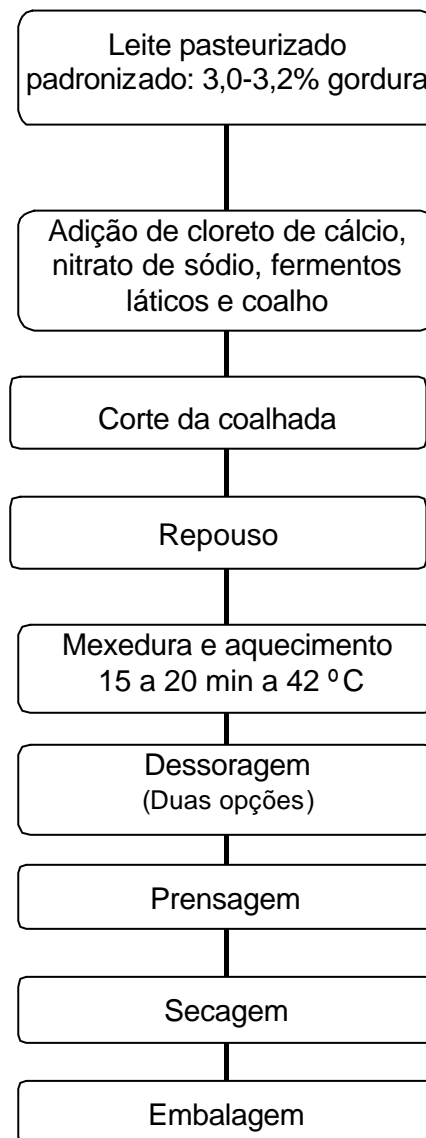 Leite pasteurizado
padronizado: 3,0-3,2% gordura
Adição de cloreto de cálcio,
nitrato de sódio, fermentos
láticos e coalho
Corte da coalhada
Repouso
Mexedura e aquecimento
15 a 20 min a 42 ºC
Dessoragem
(Duas opções)
Prensagem
Secagem
Embalagem